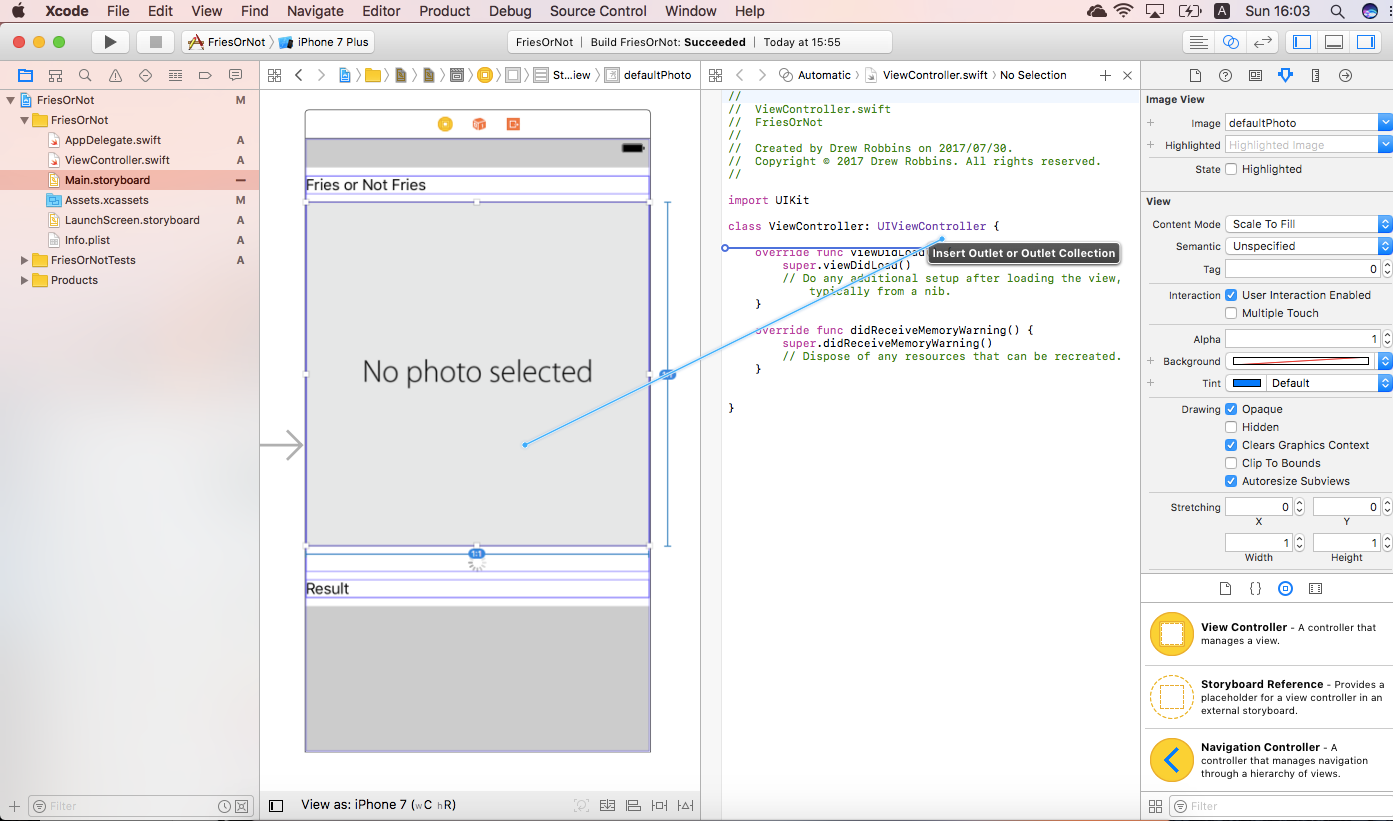 Xcode File Edit View Find Navigate Editor Product Debug Source Control Window Help
A Sun 16:03
FriesOrNot iPhone 7 Plus
FriesOrNot | Build FriesOrNot: Succeeded | Today at 15:55
St...iew defaultPhoto
Automatic ViewController.swift No Selection
FriesOrNot M
FriesOrNot
AppDelegate.swift A
ViewController.swift A
Main.storyboard
Assets.xcassets M
LaunchScreen.storyboard A
Info.plist A
FriesOrNotTests A
Products
Filter
Fries or Not Fries
No photo selected
1:1
Result
View as: iPhone 7 (wC hR)
//
// ViewController.swift
// FriesOrNot
//
// Created by Drew Robbins on 2017/07/30.
// Copyright © 2017 Drew Robbins. All rights reserved.
//
import UIKit
class ViewController: UIViewController {
Insert Outlet or Outlet Collection
override func viewDidLoad
super.viewDidLoad()
// Do any additional setup after loading the view,
typically from a nib.
}
override func didReceiveMemoryWarning() {
super.didReceiveMemoryWarning()
// Dispose of any resources that can be recreated.
}
}
Image View
Image defaultPhoto
Highlighted Highlighted Image
State Highlighted
View
Content Mode Scale To Fill
Semantic Unspecified
Tag 0
Interaction User Interaction Enabled
Multiple Touch
Alpha 1
Background
Tint Default
Drawing Opaque
Hidden
Clears Graphics Context
Clip To Bounds
Autoresize Subviews
Stretching 0 0
X Y
1 1
Width Height
{ }
View Controller - A controller that
manages a view.
Storyboard Reference - Provides a
placeholder for a view controller in an
external storyboard.
Navigation Controller - A
controller that manages navigation
through a hierarchy of views.
Filter